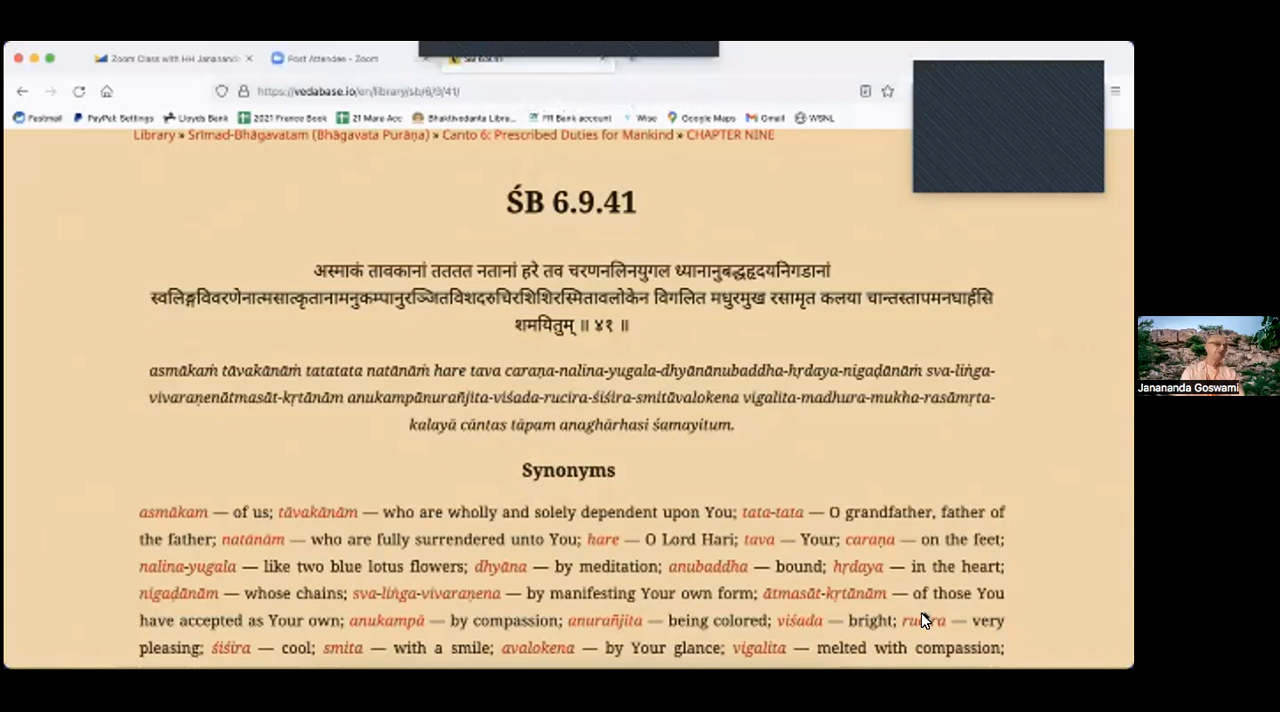 Zoom Class with HH Janananda
Post Attendee - Zoom
SB 6.9.41
https://vedabase.io/en/library/sb/6/9/41/
Fastmail PayPal Settings Lloyds Bank 2021 France Book 21 Mare Acc Bhaktivedanta Libra... FR Bank account Wise Google Maps Gmail WSNL
Library » Śrīmad-Bhāgavatam (Bhāgavata Purāṇa) » Canto 6: Prescribed Duties for Mankind » CHAPTER NINE
ŚB 6.9.41
अस्माकं तावकानां तततत नतानां हरे तव चरणनलिनयुगल ध्यानानुबद्धहृदयनिगडानां
स्वलिङ्गविवरणेनात्मसात्कृतानामनुकम्पानुरञ्जितविशदरुचिरशिशिरस्मितावलोकेन विगलित मधुरमुख रसामृत कलया चान्तस्तापमनघार्हसि
शमयितुम् ॥ ४१ ॥
asmākaṁ tāvakānāṁ tatatata natānāṁ hare tava caraṇa-nalina-yugala-dhyānānubaddha-hṛdaya-nigaḍānāṁ sva-liṅga-
vivaraṇenātmasāt-kṛtānām anukampānurañjita-viśada-rucira-śiśira-smitāvalokena vigalita-madhura-mukha-rasāmṛta-
kalayā cāntas tāpam anaghārhasi śamayitum.
Synonyms
asmākam — of us; tāvakānām — who are wholly and solely dependent upon You; tata-tata — O grandfather, father of
the father; natānām — who are fully surrendered unto You; hare — O Lord Hari; tava — Your; caraṇa — on the feet;
nalina-yugala — like two blue lotus flowers; dhyāna — by meditation; anubaddha — bound; hṛdaya — in the heart;
nigaḍānām — whose chains; sva-liṅga-vivaraṇena — by manifesting Your own form; ātmasāt-kṛtānām — of those You
have accepted as Your own; anukampā — by compassion; anurañjita — being colored; viśada — bright; rucira — very
pleasing; śiśira — cool; smita — with a smile; avalokena — by Your glance; vigalita — melted with compassion;
Janananda Goswami